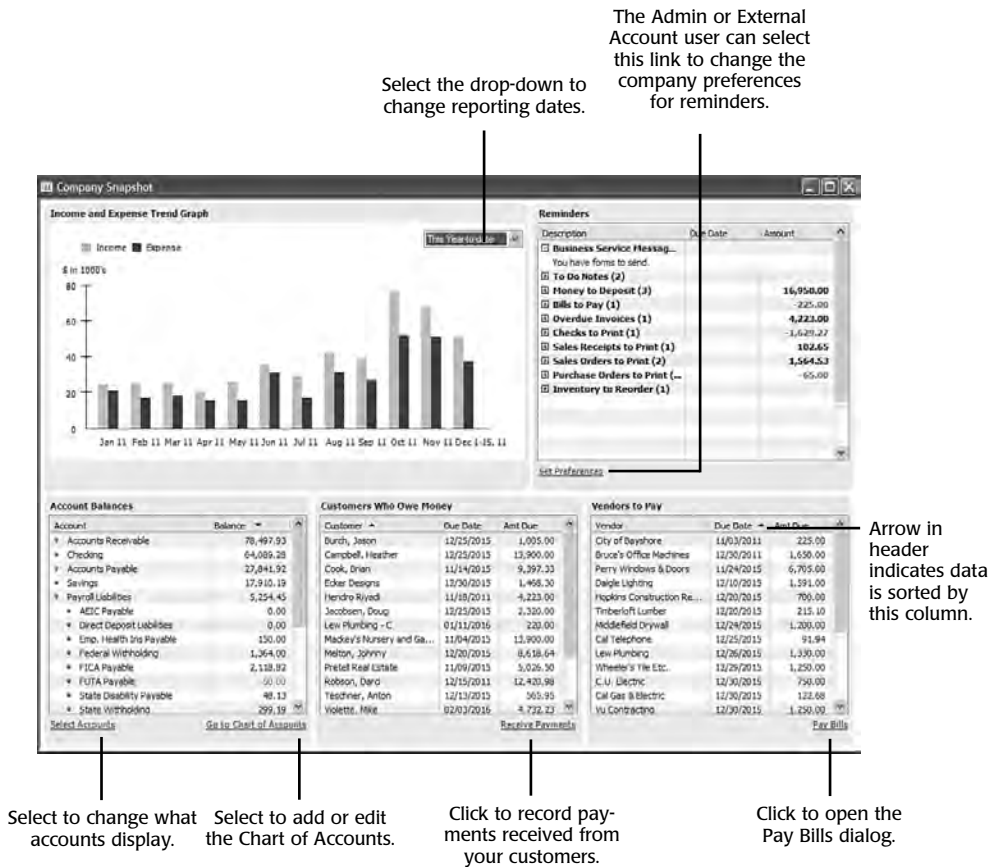 The Admin or External
Account user can select
this link to change the
company preferences
for reminders.
Select the drop-down to
change reporting dates.
Company Snapshot
Income and Expense Trend Graph
This Year-to-date
Income Expense
$ in 1000's
80
60
40
20
0
Jan 11 Feb 11 Mar 11 Apr 11 May 11 Jun 11 Jul 11 Aug 11 Sep 11 Oct 11 Nov 11 Dec 1-15, 11
Reminders
Description Due Date Amount
Business Service Messag...
You have forms to send.
To Do Notes (2)
Money to Deposit (3) 16,950.00
Bills to Pay (1) -225.00
Overdue Invoices (1) 4,223.00
Checks to Print (1) -1,629.27
Sales Receipts to Print (1) 102.65
Sales Orders to Print (2) 1,564.53
Purchase Orders to Print (... -65.00
Inventory to Reorder (1)
Set Preferences
Account Balances
Account Balance
Accounts Receivable 78,497.93
Checking 64,089.28
Accounts Payable 27,841.92
Savings 17,910.19
Payroll Liabilities 5,254.45
AEIC Payable 0.00
Direct Deposit Liabilities 0.00
Emp. Health Ins Payable 150.00
Federal Withholding 1,364.00
FICA Payable 2,118.82
FUTA Payable
State Disability Payable 48.13
State Withholding 299.19
Select Accounts Go to Chart of Accounts
Customers Who Owe Money
Customer Due Date Amt Due
Burch, Jason 12/25/2015 1,005.00
Campbell, Heather 12/25/2015 13,900.00
Cook, Brian 11/14/2015 9,397.33
Ecker Designs 12/30/2015 1,468.30
Hendro Riyadi 11/18/2011 4,223.00
Jacobsen, Doug 12/25/2015 2,320.00
Lew Plumbing - C 01/11/2016 220.00
Mackey's Nursery and Ga... 11/04/2015 13,900.00
Melton, Johnny 12/20/2015 8,618.64
Pretell Real Estate 11/09/2015 5,026.50
Robson, Darci 12/15/2011 12,420.98
Teschner, Anton 12/13/2015 565.95
Violette, Mike 02/03/2016 4,732.23
Receive Payments
Vendors to Pay
Vendor Due Date Amt Due
City of Bayshore 11/03/2011 225.00
Bruce's Office Machines 12/30/2011 1,650.00
Perry Windows & Doors 11/24/2015 6,705.00
Daigle Lighting 12/10/2015 1,591.00
Hopkins Construction Re... 12/20/2015 700.00
Timberloft Lumber 12/20/2015 215.10
Middlefield Drywall 12/24/2015 1,200.00
Cal Telephone 12/25/2015 91.94
Lew Plumbing 12/26/2015 1,330.00
Wheeler's Tile Etc. 12/29/2015 1,250.00
C.U. Electric 12/30/2015 750.00
Cal Gas & Electric 12/30/2015 122.68
Vu Contracting 12/30/2015 1,250.00
Pay Bills
Arrow in
header
indicates data
is sorted by
this column.
Select to change what
accounts display.
Select to add or edit
the Chart of Accounts.
Click to record pay-
ments received from
your customers.
Click to open the
Pay Bills dialog.